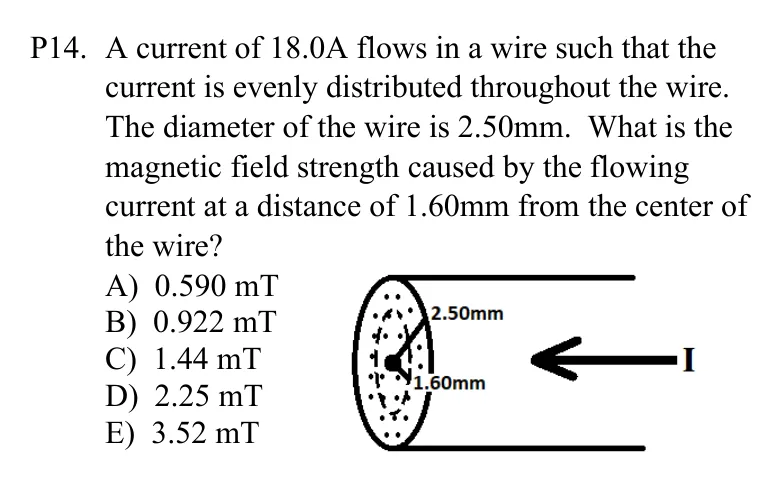 P14. A current of 18.0A flows in a wire such that the
current is evenly distributed throughout the wire.
The diameter of the wire is 2.50mm. What is the
magnetic field strength caused by the flowing
current at a distance of 1.60mm from the center of
the wire?
A) 0.590 mT
B) 0.922 mT
C) 1.44 mT
D) 2.25 mT
E) 3.52 mT
2.50mm
1.60mm
I